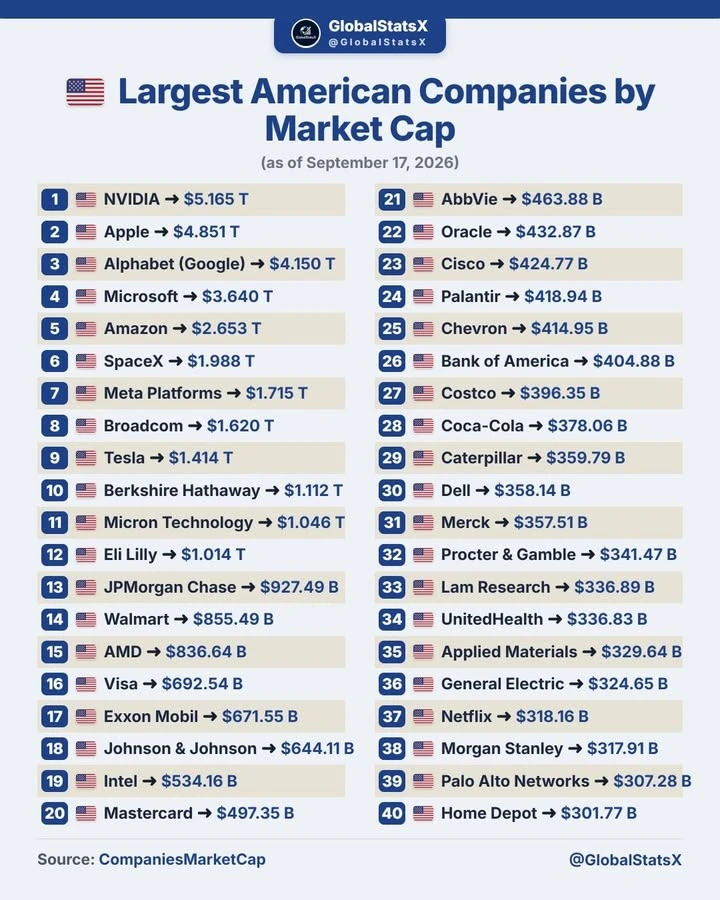 GlobalStatsX
@GlobalStatsX
Largest American Companies by
Market Cap
(as of September 17, 2026)
1 NVIDIA ➜ $5.165 T
2 Apple ➜ $4.851 T
3 Alphabet (Google) ➜ $4.150 T
4 Microsoft ➜ $3.640 T
5 Amazon ➜ $2.653 T
6 SpaceX ➜ $1.988 T
7 Meta Platforms ➜ $1.715 T
8 Broadcom ➜ $1.620 T
9 Tesla ➜ $1.414 T
10 Berkshire Hathaway ➜ $1.112 T
11 Micron Technology ➜ $1.046 T
12 Eli Lilly ➜ $1.014 T
13 JPMorgan Chase ➜ $927.49 B
14 Walmart ➜ $855.49 B
15 AMD ➜ $836.64 B
16 Visa ➜ $692.54 B
17 Exxon Mobil ➜ $671.55 B
18 Johnson & Johnson ➜ $644.11 B
19 Intel ➜ $534.16 B
20 Mastercard ➜ $497.35 B
21 AbbVie ➜ $463.88 B
22 Oracle ➜ $432.87 B
23 Cisco ➜ $424.77 B
24 Palantir ➜ $418.94 B
25 Chevron ➜ $414.95 B
26 Bank of America ➜ $404.88 B
27 Costco ➜ $396.35 B
28 Coca-Cola ➜ $378.06 B
29 Caterpillar ➜ $359.79 B
30 Dell ➜ $358.14 B
31 Merck ➜ $357.51 B
32 Procter & Gamble ➜ $341.47 B
33 Lam Research ➜ $336.89 B
34 UnitedHealth ➜ $336.83 B
35 Applied Materials ➜ $329.64 B
36 General Electric ➜ $324.65 B
37 Netflix ➜ $318.16 B
38 Morgan Stanley ➜ $317.91 B
39 Palo Alto Networks ➜ $307.28 B
40 Home Depot ➜ $301.77 B
Source: CompaniesMarketCap
@GlobalStatsX